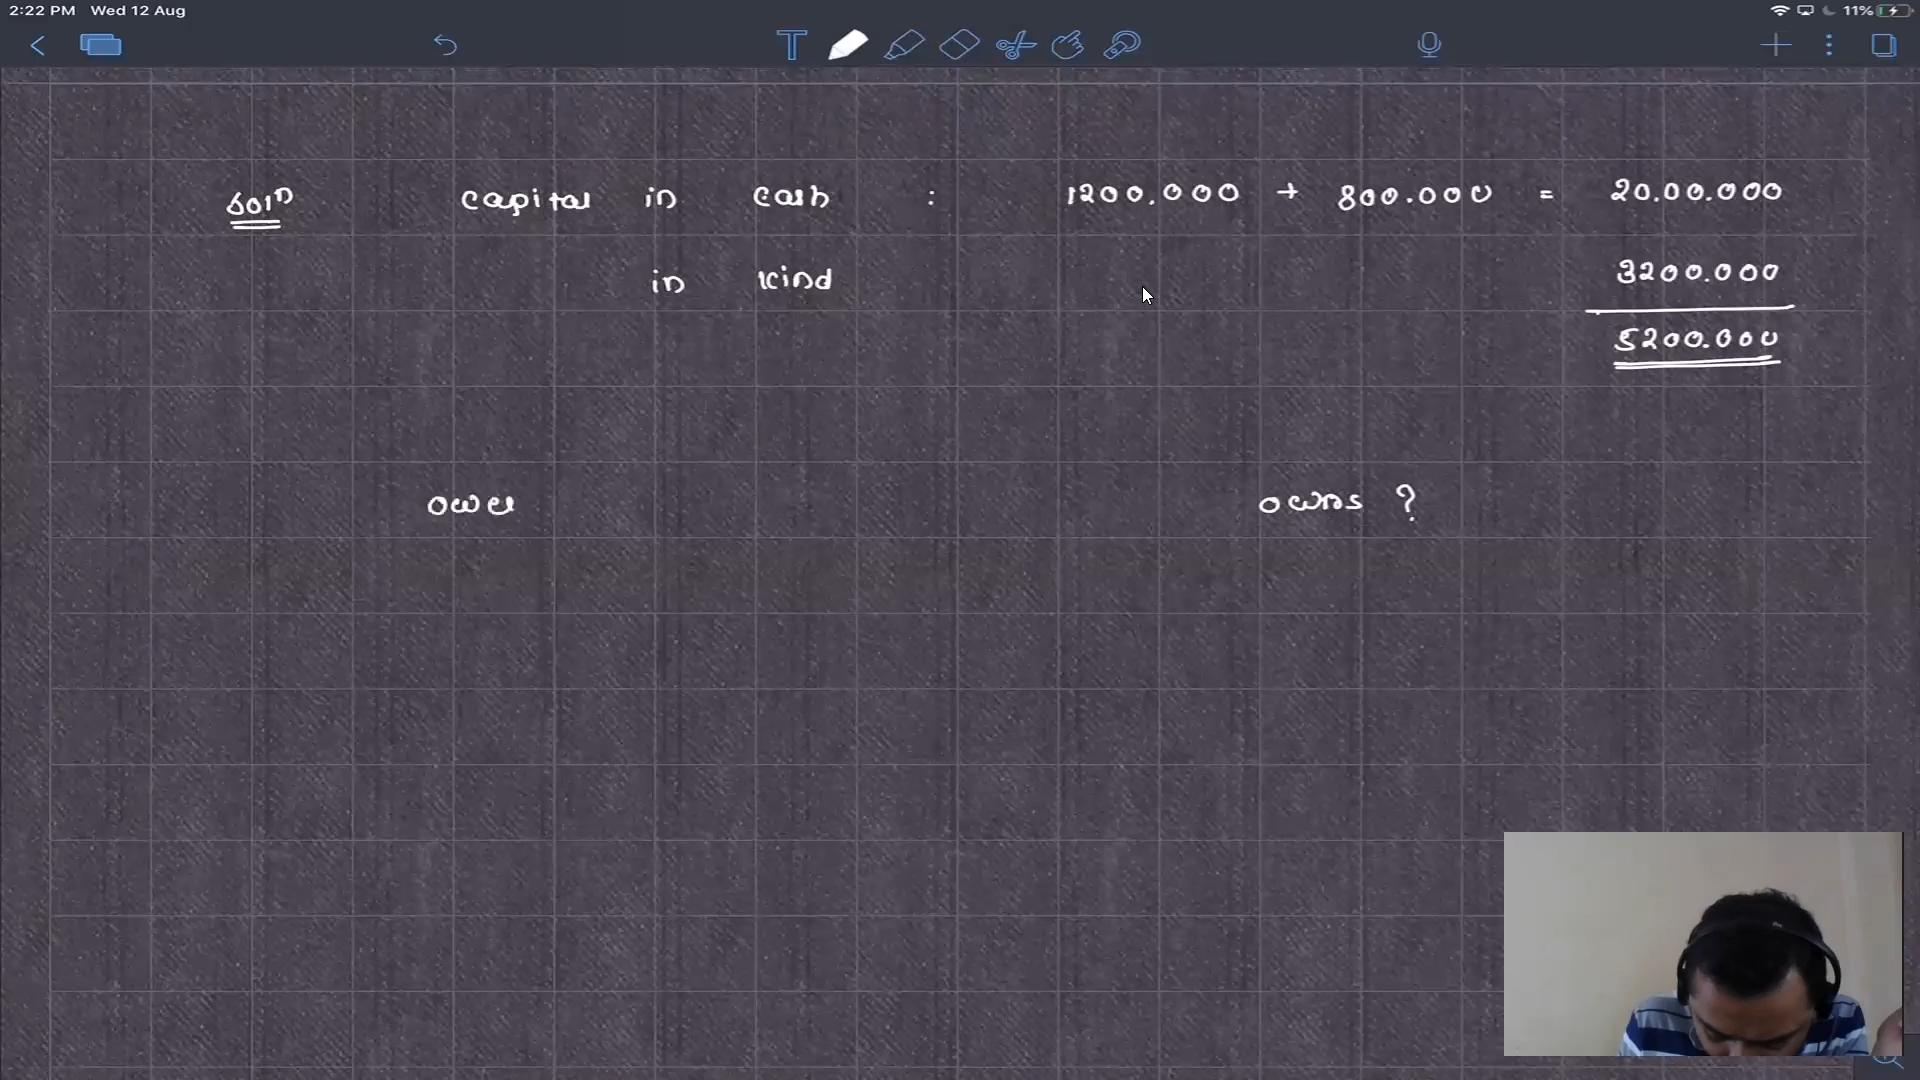 2:22 PM Wed 12 Aug 11%
Solⁿ capital in cash : 1200.000 + 800.000 = 20.00.000
in kind 3200.000
5200.000
owe owns ?